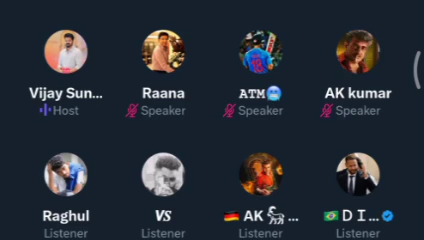 Vijay Sun... Raana ATM🥶 AK kumar
Host Speaker Speaker Speaker
Raghul VS 🇩🇪 AK 🐐 ... 🇧🇷 D I...
Listener Listener Listener Listener